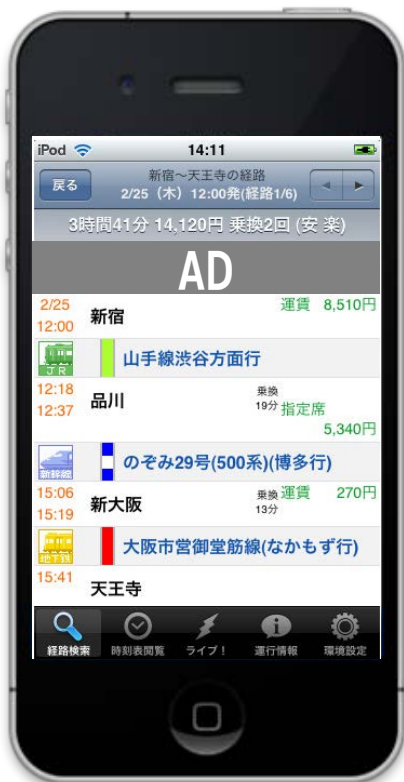 iPod 14:11
戻る
新宿～天王寺の経路
2/25（木）12:00発(経路1/6)
3時間41分 14,120円 乗換2回 (安 楽)
AD
2/25
12:00 新宿 運賃 8,510円
JR 山手線渋谷方面行
12:18
12:37 品川 乗換
19分 指定席
5,340円
新幹線 のぞみ29号(500系)(博多行)
15:06
15:19 新大阪 乗換
13分 運賃 270円
地下鉄 大阪市営御堂筋線(なかもず行)
15:41 天王寺
経路検索 時刻表閲覧 ライブ！ 運行情報 環境設定